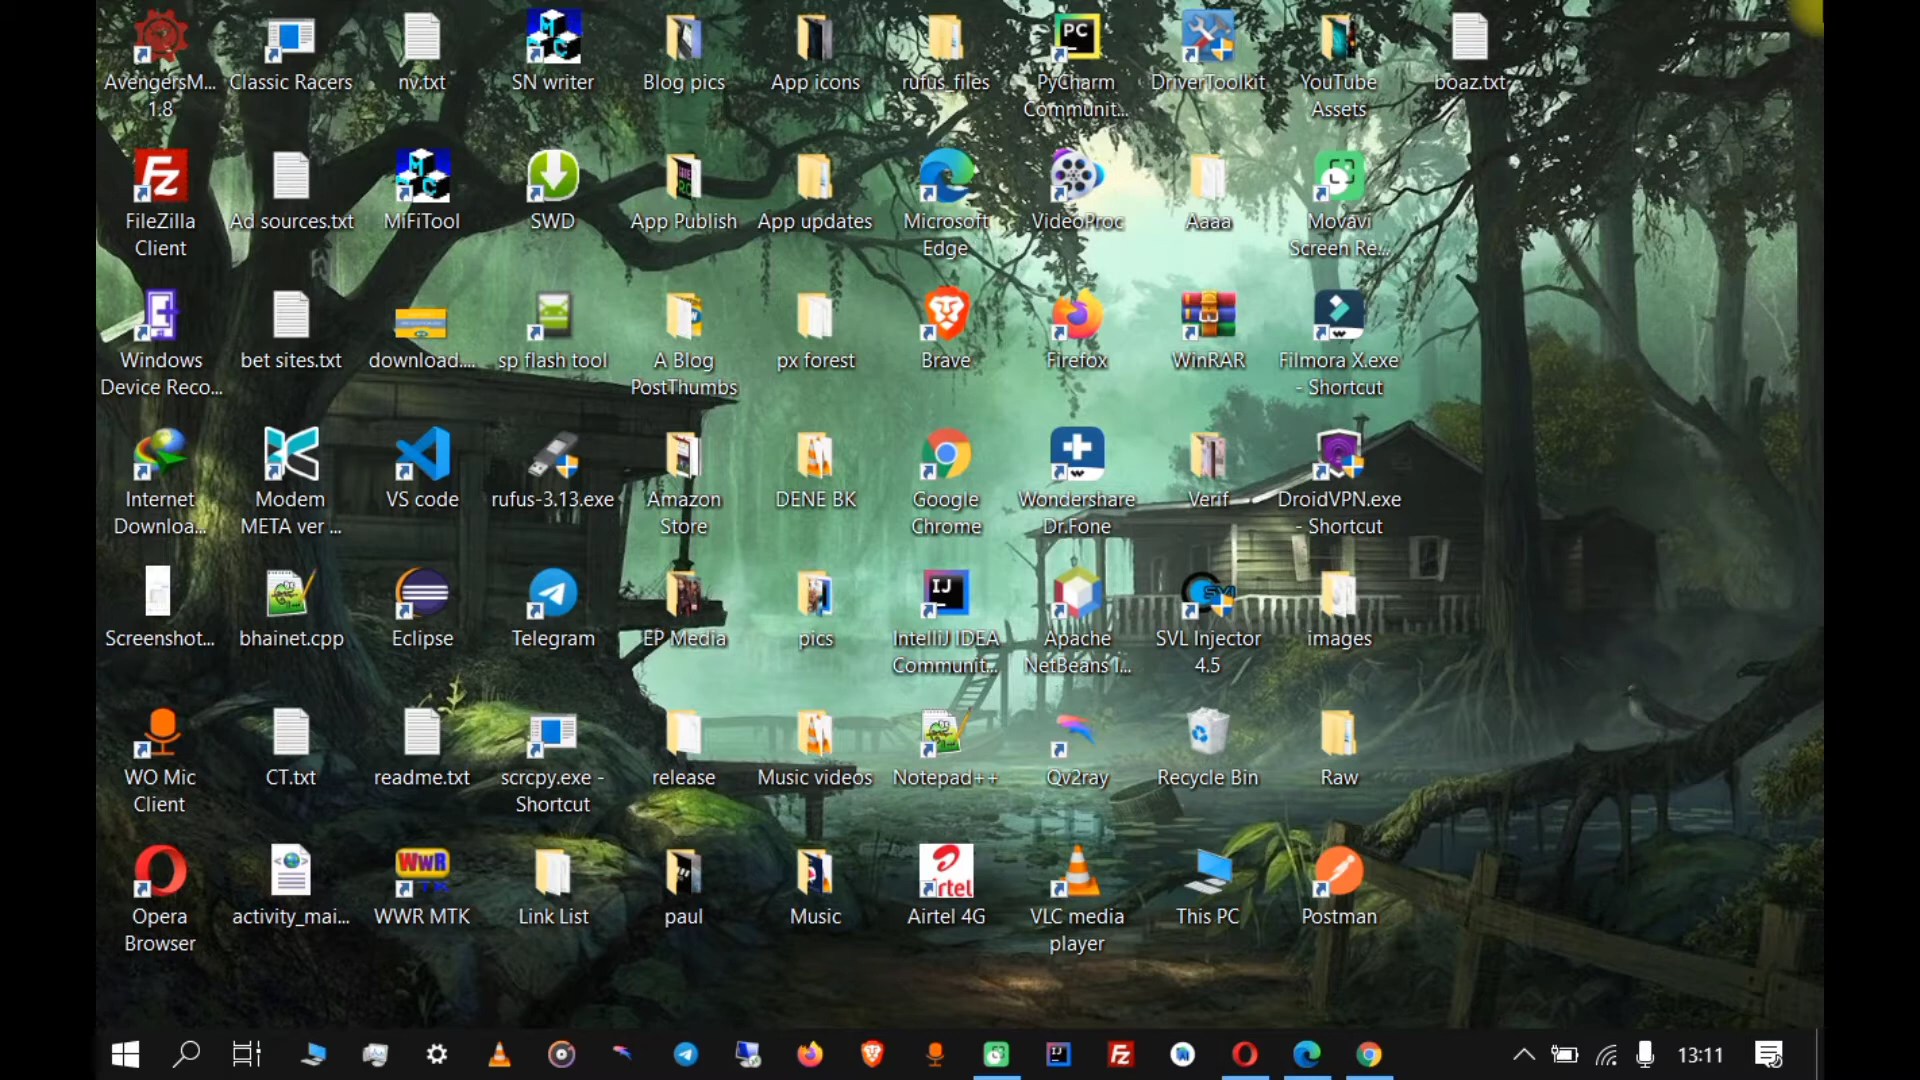 AvengersM... Classic Racers nv.txt SN writer Blog pics App icons rufus_files PyCharm DriverToolkit YouTube boaz.txt
1.8 Communit... Assets
FileZilla Ad sources.txt MiFiTool SWD App Publish App updates Microsoft VideoProc Aaaa Movavi
Client Edge Screen Re...
Windows bet sites.txt download.... sp flash tool A Blog px forest Brave Firefox WinRAR Filmora X.exe
Device Reco... PostThumbs - Shortcut
Internet Modem VS code rufus-3.13.exe Amazon DENE BK Google Wondershare Verif DroidVPN.exe
Downloa... META ver ... Store Chrome Dr.Fone - Shortcut
Screenshot... bhainet.cpp Eclipse Telegram EP Media pics IntelliJ IDEA Apache SVL Injector images
Communit... NetBeans I... 4.5
WO Mic CT.txt readme.txt scrcpy.exe - release Music videos Notepad++ Qv2ray Recycle Bin Raw
Client Shortcut
Opera activity_mai... WWR MTK Link List paul Music Airtel 4G VLC media This PC Postman
Browser player
13:11